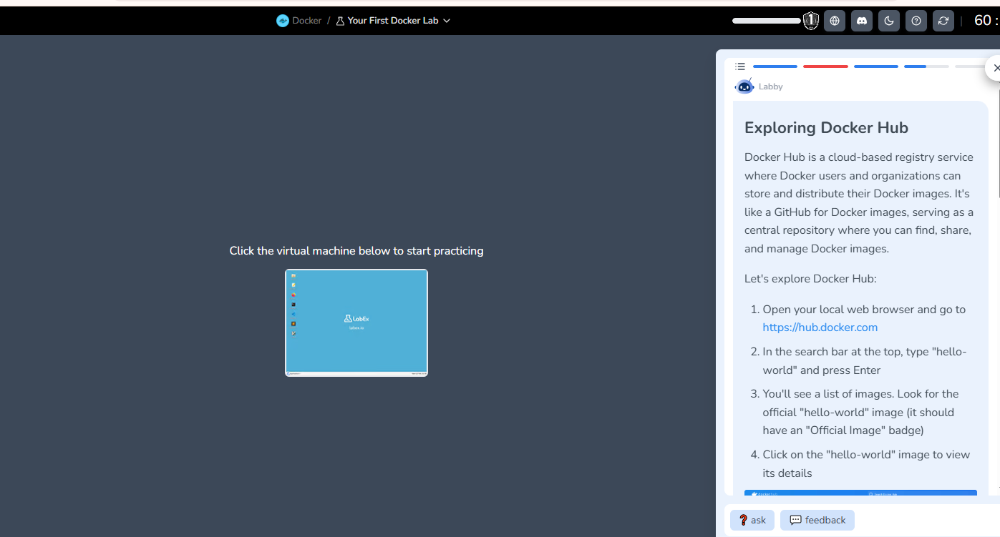 Docker / Your First Docker Lab
1
60 :
Labby
Exploring Docker Hub
Docker Hub is a cloud-based registry service
where Docker users and organizations can
store and distribute their Docker images. It's
like a GitHub for Docker images, serving as a
central repository where you can find, share,
and manage Docker images.
Let's explore Docker Hub:
1. Open your local web browser and go to
https://hub.docker.com
2. In the search bar at the top, type "hello-
world" and press Enter
3. You'll see a list of images. Look for the
official "hello-world" image (it should
have an "Official Image" badge)
4. Click on the "hello-world" image to view
its details
docker hub
Click the virtual machine below to start practicing
LabEx
❓ ask
feedback